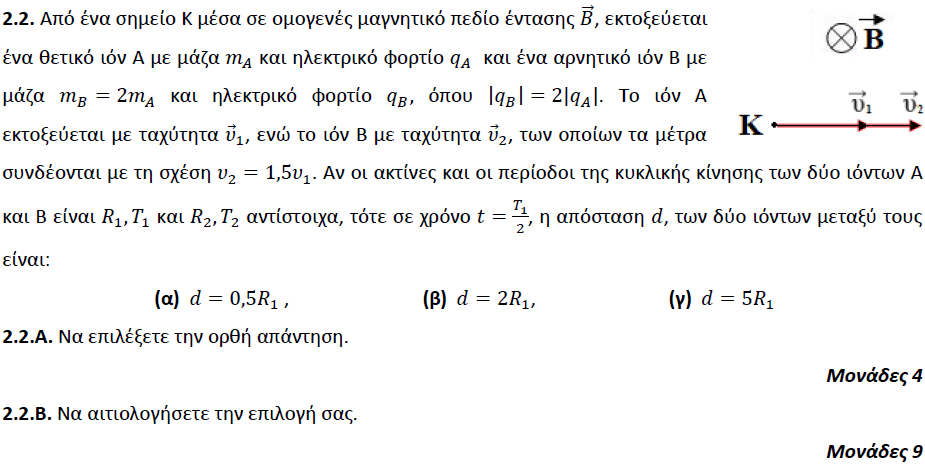 2.2. Από ένα σημείο Κ μέσα σε ομογενές μαγνητικό πεδίο έντασης $\vec{B}$, εκτοξεύεται
ένα θετικό ιόν Α με μάζα $m_A$ και ηλεκτρικό φορτίο $q_A$ και ένα αρνητικό ιόν Β με
μάζα $m_B = 2m_A$ και ηλεκτρικό φορτίο $q_B$, όπου $|q_B| = 2|q_A|$. Το ιόν Α
εκτοξεύεται με ταχύτητα $\vec{υ}_1$, ενώ το ιόν Β με ταχύτητα $\vec{υ}_2$, των οποίων τα μέτρα
συνδέονται με τη σχέση $υ_2 = 1,5υ_1$. Αν οι ακτίνες και οι περίοδοι της κυκλικής κίνησης των δύο ιόντων Α
και Β είναι $R_1, T_1$ και $R_2, T_2$ αντίστοιχα, τότε σε χρόνο $t = \frac{T_1}{2}$, η απόσταση $d$, των δύο ιόντων μεταξύ τους
είναι:
(α) $d = 0,5R_1$ , (β) $d = 2R_1$, (γ) $d = 5R_1$
2.2.Α. Να επιλέξετε την ορθή απάντηση.
Μονάδες 4
2.2.Β. Να αιτιολογήσετε την επιλογή σας.
Μονάδες 9
$\vec{B}$
K $\vec{υ}_1$ $\vec{υ}_2$